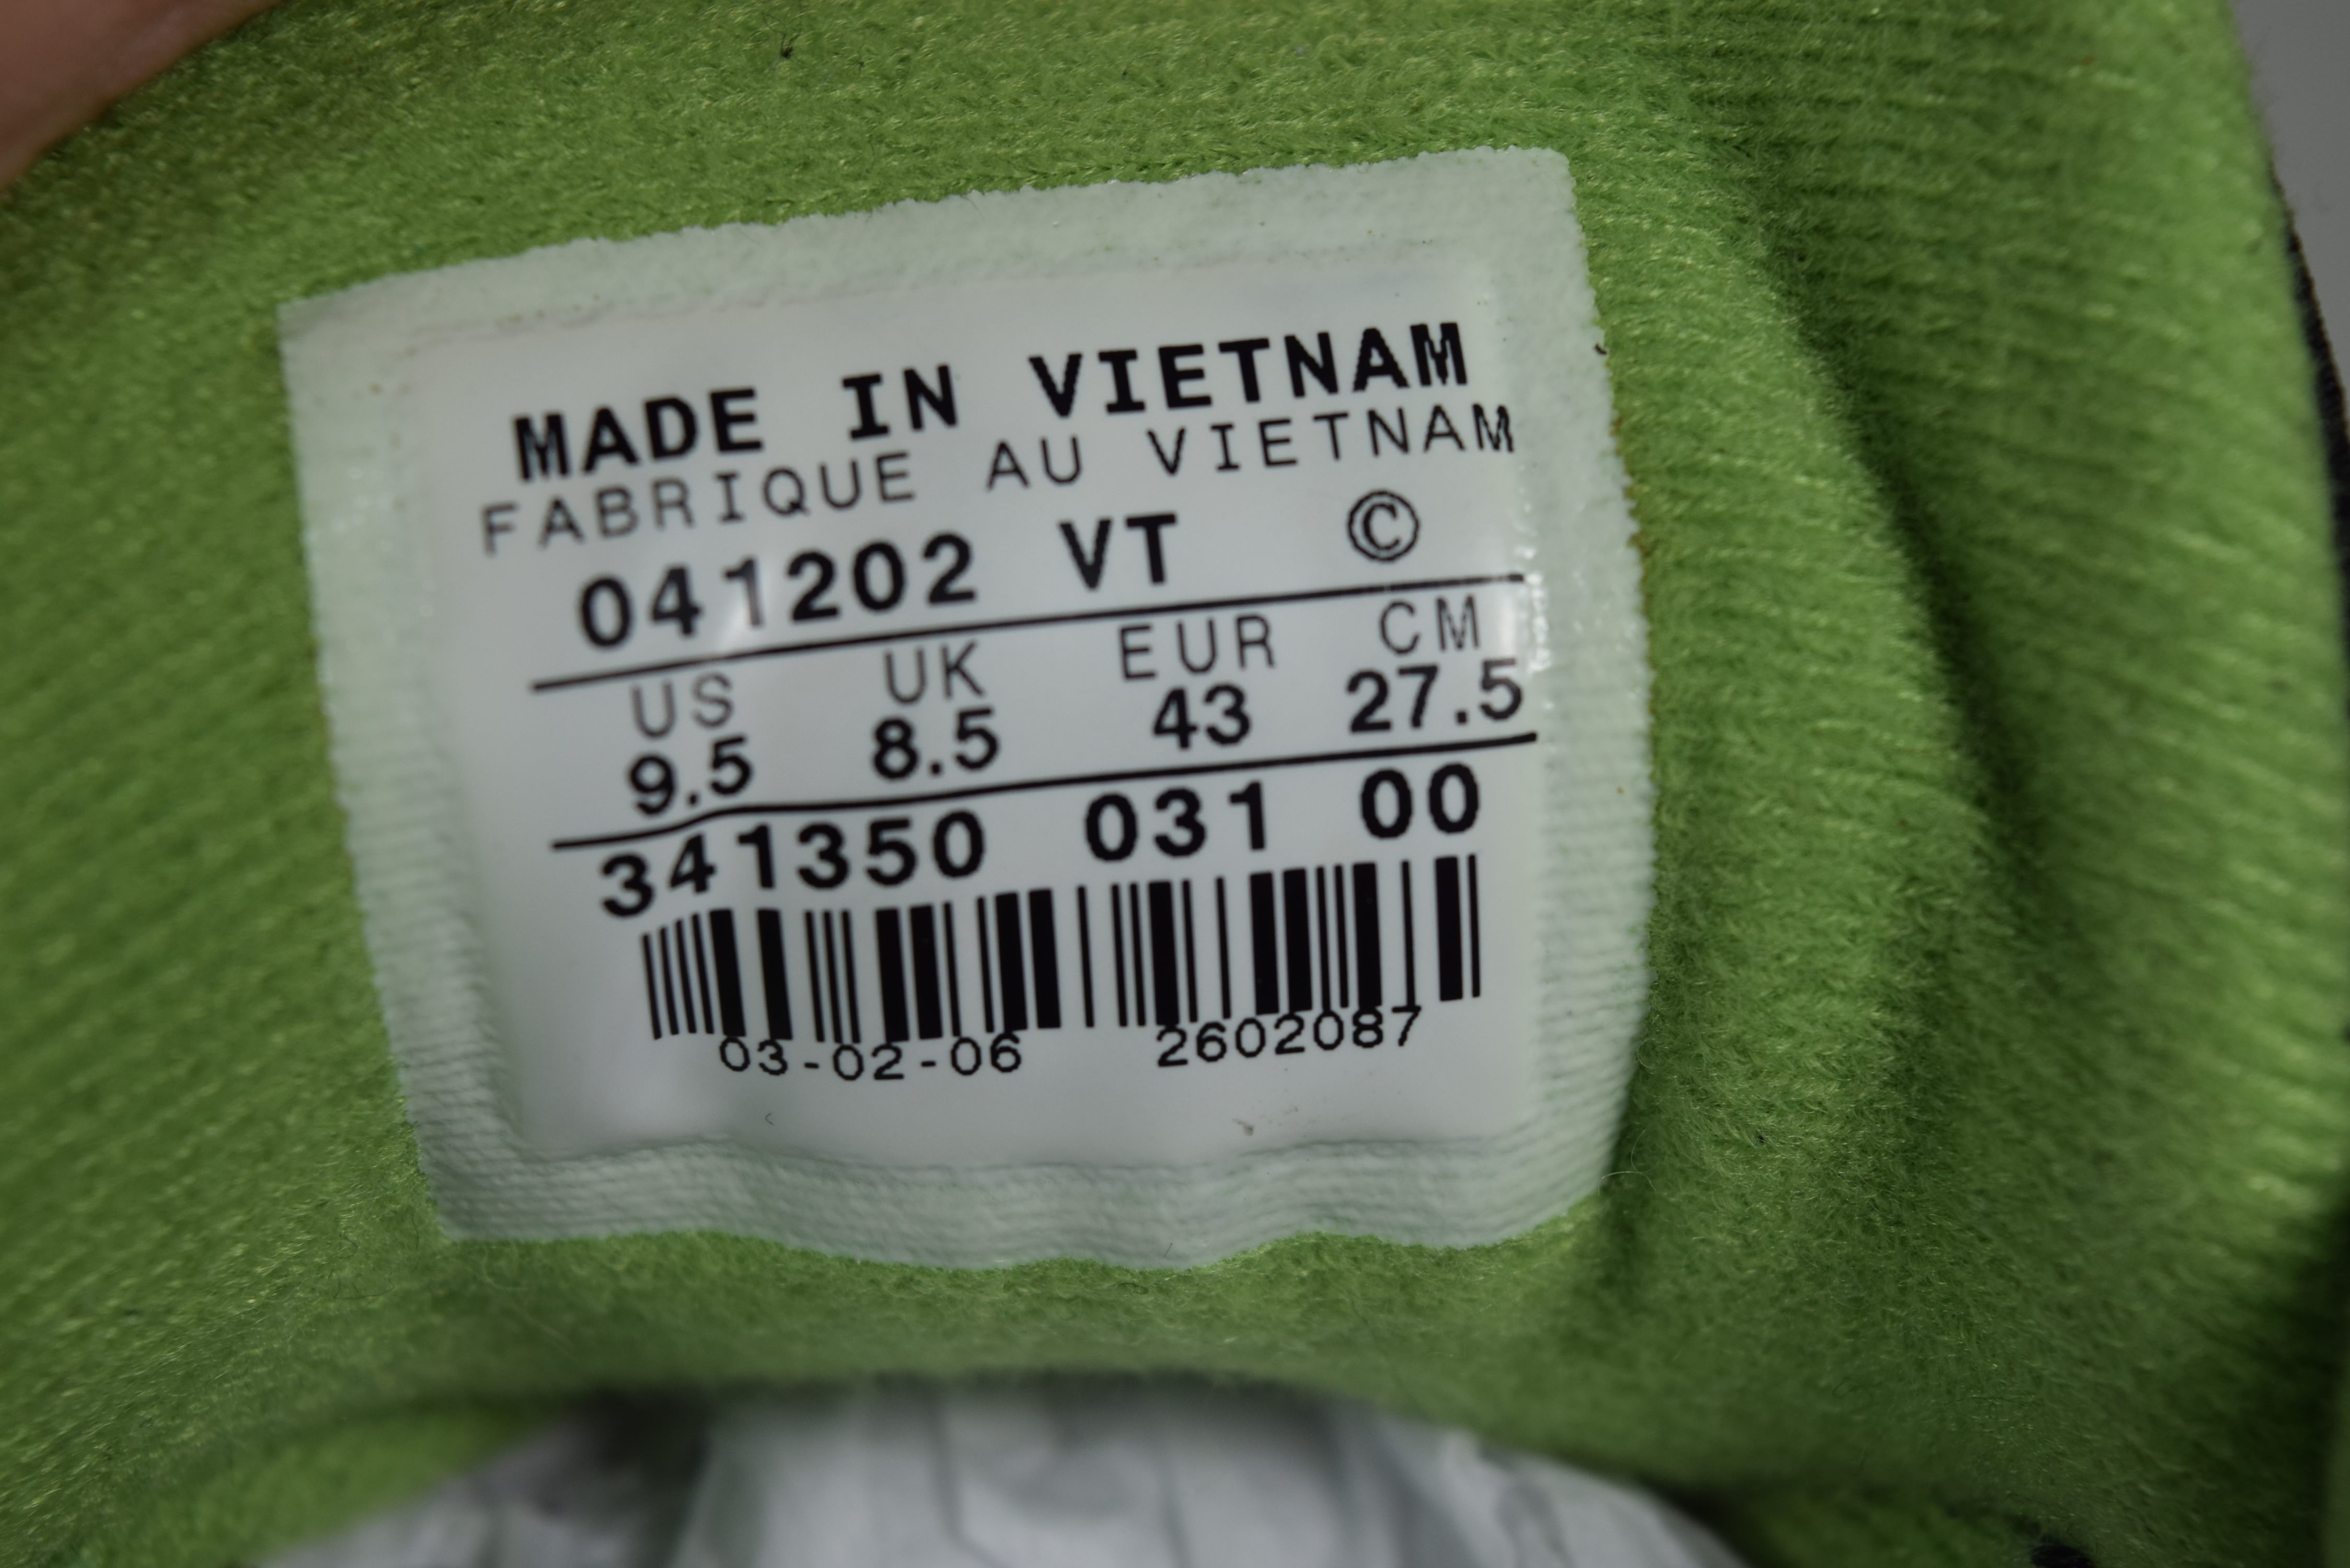 MADE IN VIETNAM
FABRIQUE AU VIETNAM
041202 VT ©
US UK EUR CM
9.5 8.5 43 27.5
341350 031 00
03-02-06 2602087